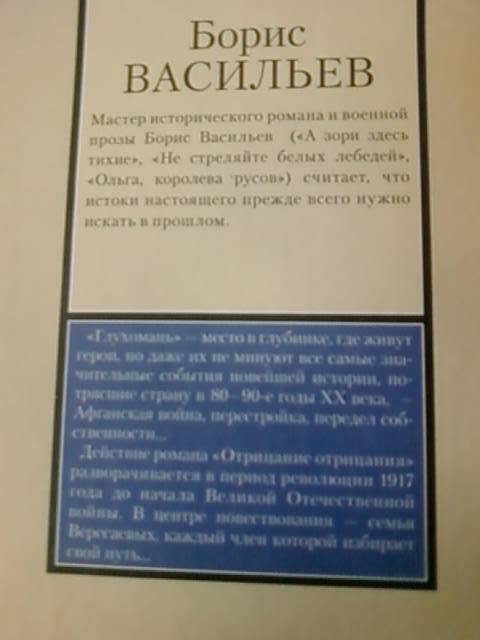 Борис
ВАСИЛЬЕВ
Мастер исторического романа и военной
прозы Борис Васильев («А зори здесь
тихие», «Не стреляйте белых лебедей»,
«Ольга, королева русов») считает, что
истоки настоящего прежде всего нужно
искать в прошлом.
«Глухомань» – место в глубинке, где живут
герои, но даже их не минуют все самые зна-
чительные события новейшей истории, по-
трясшие страну в 80–90-е годы XX века, –
Афганская война, перестройка, передел соб-
ственности...
Действие романа «Отрицание отрицания»
разворачивается в период революции 1917
года до начала Великой Отечественной
войны. В центре повествования – семья
Верегаевых, каждый член которой избирает
свой путь...